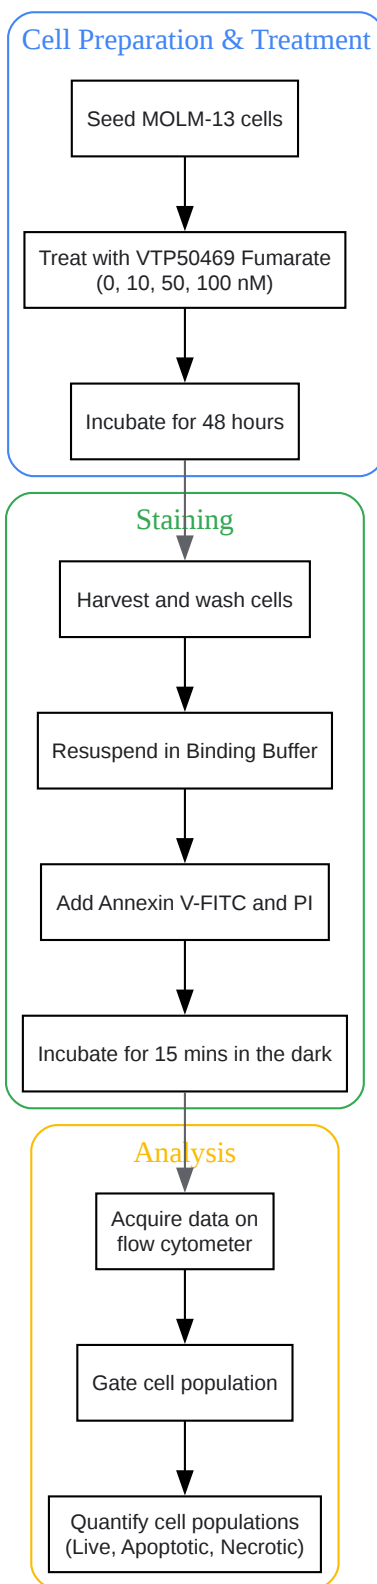 Cell Preparation & Treatment
Seed MOLM-13 cells
Treat with VTP50469 Fumarate
(0, 10, 50, 100 nM)
Incubate for 48 hours
Staining
Harvest and wash cells
Resuspend in Binding Buffer
Add Annexin V-FITC and PI
Incubate for 15 mins in the dark
Analysis
Acquire data on
flow cytometer
Gate cell population
Quantify cell populations
(Live, Apoptotic, Necrotic)